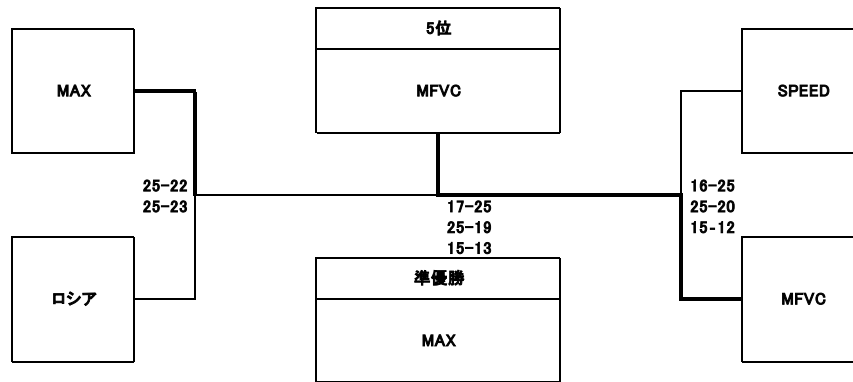 5位
MFVC
MAX
SPEED
25-22
25-23
16-25
25-20
15-12
17-25
25-19
15-13
準優勝
MAX
ロシア
MFVC